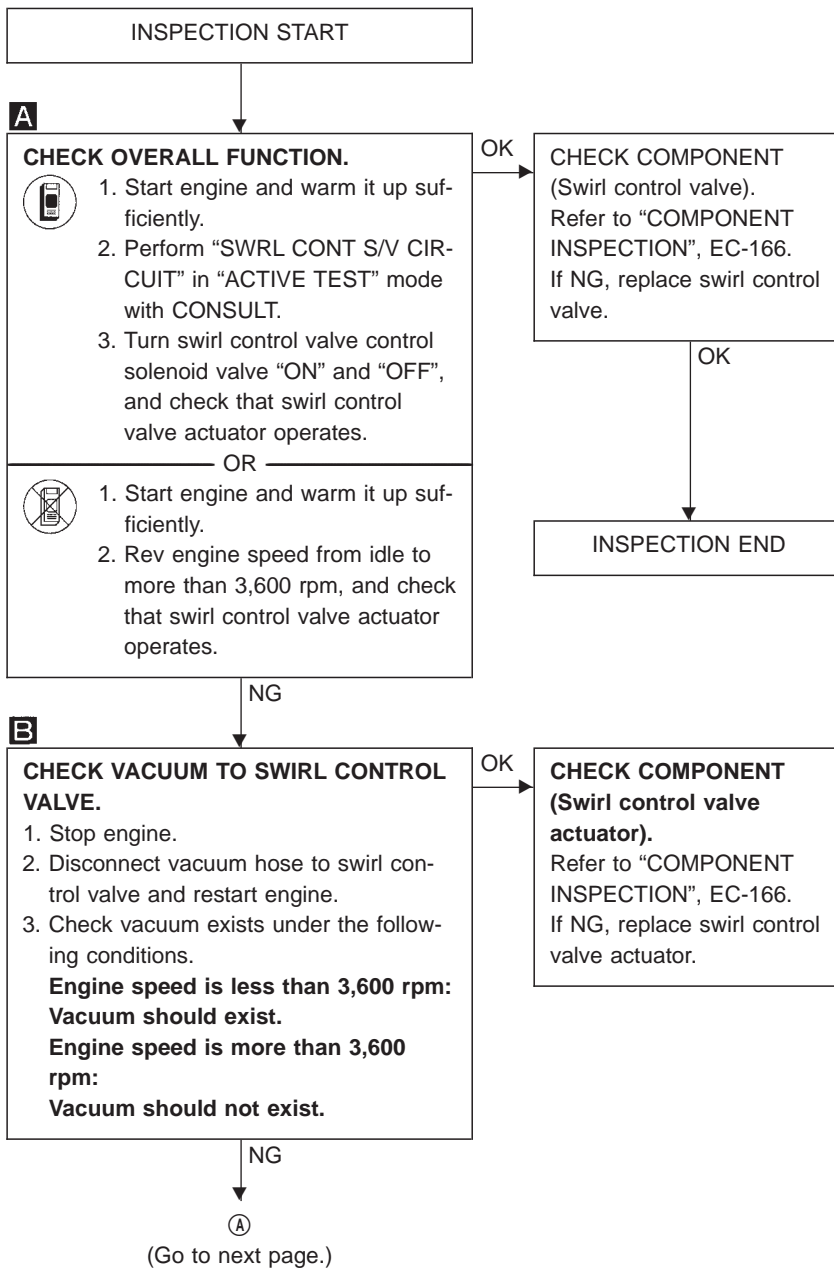 INSPECTION START
A
CHECK OVERALL FUNCTION.
1. Start engine and warm it up suf-
ficiently.
2. Perform “SWRL CONT S/V CIR-
CUIT” in “ACTIVE TEST” mode
with CONSULT.
3. Turn swirl control valve control
solenoid valve “ON” and “OFF”,
and check that swirl control
valve actuator operates.
OR
1. Start engine and warm it up suf-
ficiently.
2. Rev engine speed from idle to
more than 3,600 rpm, and check
that swirl control valve actuator
operates.
OK
CHECK COMPONENT
(Swirl control valve).
Refer to “COMPONENT
INSPECTION”, EC-166.
If NG, replace swirl control
valve.
OK
INSPECTION END
NG
B
CHECK VACUUM TO SWIRL CONTROL
VALVE.
1. Stop engine.
2. Disconnect vacuum hose to swirl con-
trol valve and restart engine.
3. Check vacuum exists under the follow-
ing conditions.
Engine speed is less than 3,600 rpm:
Vacuum should exist.
Engine speed is more than 3,600
rpm:
Vacuum should not exist.
OK
CHECK COMPONENT
(Swirl control valve
actuator).
Refer to “COMPONENT
INSPECTION”, EC-166.
If NG, replace swirl control
valve actuator.
NG
Ⓐ
(Go to next page.)